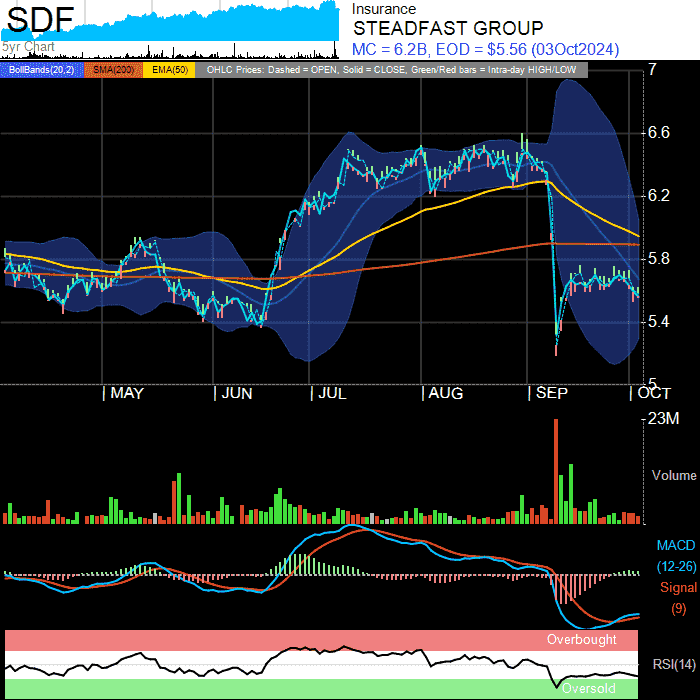 SDF
5yr Chart
Insurance
STEADFAST GROUP
MC = 6.2B, EOD = $5.56 (03Oct2024)
BollBands(20,2) SMA(200) EMA(50) OHLC Prices: Dashed = OPEN, Solid = CLOSE, Green/Red bars = Intra-day HIGH/LOW
7
6.6
6.2
5.8
5.4
5
MAY JUN JUL AUG SEP OCT
23M
Volume
MACD
(12-26)
Signal
(9)
Overbought
RSI(14)
Oversold